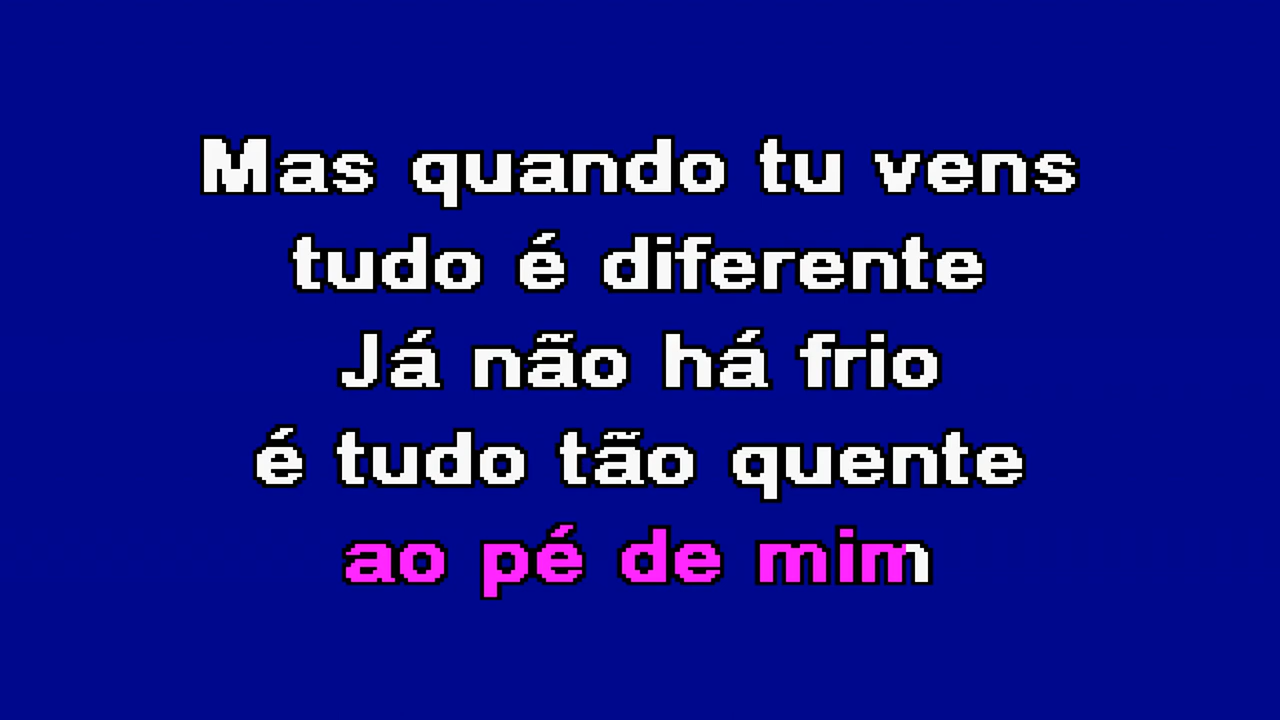 Mas quando tu vens
tudo é diferente
Já não há frio
é tudo tão quente
ao pé de mim